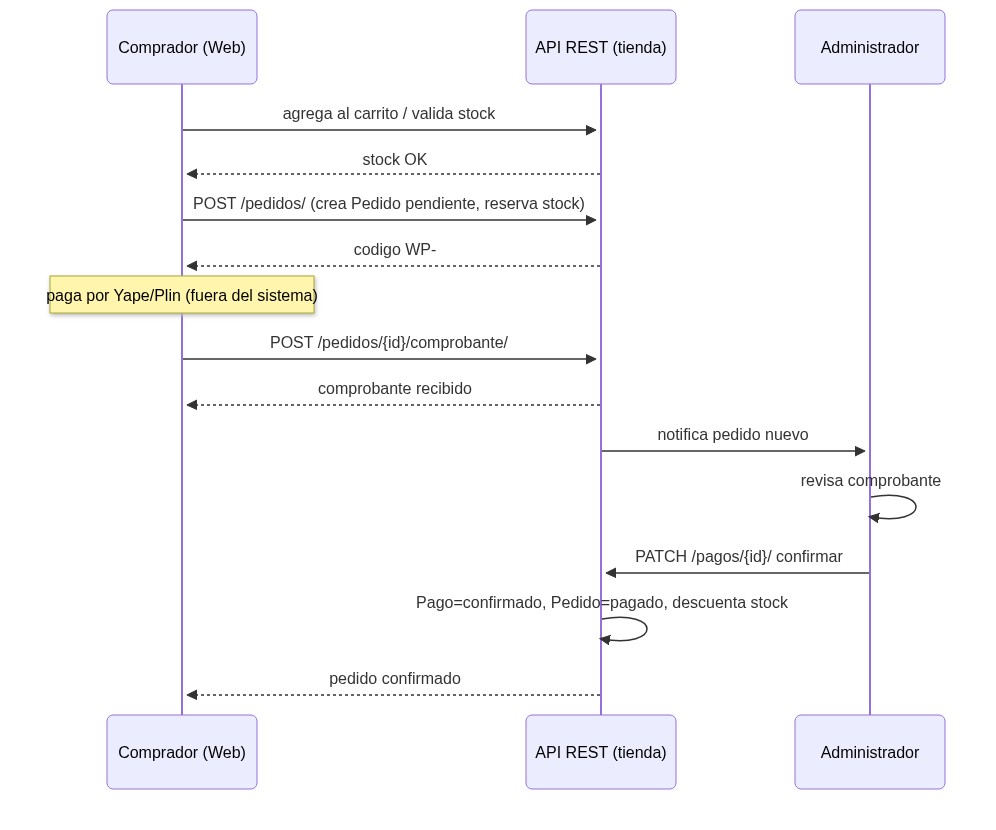 Comprador (Web)
API REST (tienda)
Administrador
agrega al carrito / valida stock
stock OK
POST /pedidos/ (crea Pedido pendiente, reserva stock)
codigo WP-
paga por Yape/Plin (fuera del sistema)
POST /pedidos/{id}/comprobante/
comprobante recibido
notifica pedido nuevo
revisa comprobante
PATCH /pagos/{id}/ confirmar
Pago=confirmado, Pedido=pagado, descuenta stock
pedido confirmado
Comprador (Web)
API REST (tienda)
Administrador